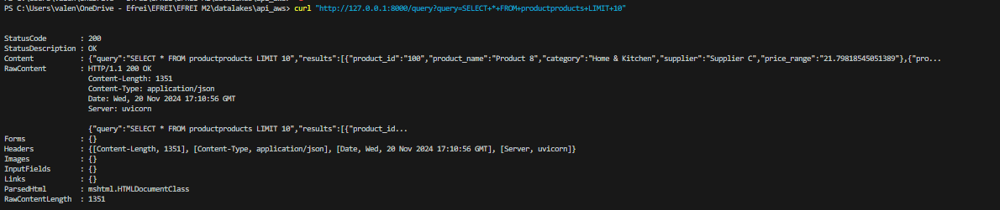 PS C:\Users\valen\OneDrive - Efrei\EFREI\EFREI M2\datalakes\api_aws> curl "http://127.0.0.1:8000/query?query=SELECT+*+FROM+productproducts+LIMIT+10"
StatusCode : 200
StatusDescription : OK
Content : {"query":"SELECT * FROM productproducts LIMIT 10","results":[{"product_id":"100","product_name":"Product 8","category":"Home & Kitchen","supplier":"Supplier C","price_range":"21.79818545051389"},{"pro...
RawContent : HTTP/1.1 200 OK
Content-Length: 1351
Content-Type: application/json
Date: Wed, 20 Nov 2024 17:10:56 GMT
Server: uvicorn
{"query":"SELECT * FROM productproducts LIMIT 10","results":[{"product_id...
Forms : {}
Headers : {[Content-Length, 1351], [Content-Type, application/json], [Date, Wed, 20 Nov 2024 17:10:56 GMT], [Server, uvicorn]}
Images : {}
InputFields : {}
Links : {}
ParsedHtml : mshtml.HTMLDocumentClass
RawContentLength : 1351